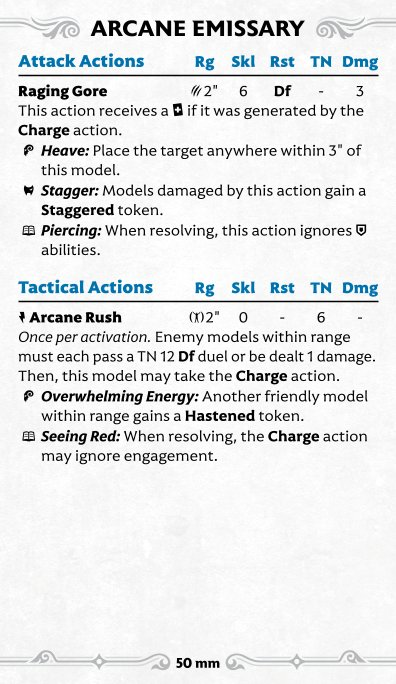 ARCANE EMISSARY
Attack Actions Rg Skl Rst TN Dmg
Raging Gore 2" 6 Df - 3
This action receives a if it was generated by the
Charge action.
Heave: Place the target anywhere within 3" of
this model.
Stagger: Models damaged by this action gain a
Staggered token.
Piercing: When resolving, this action ignores
abilities.
Tactical Actions Rg Skl Rst TN Dmg
Arcane Rush 2" 0 - 6 -
Once per activation. Enemy models within range
must each pass a TN 12 Df duel or be dealt 1 damage.
Then, this model may take the Charge action.
Overwhelming Energy: Another friendly model
within range gains a Hastened token.
Seeing Red: When resolving, the Charge action
may ignore engagement.
50 mm